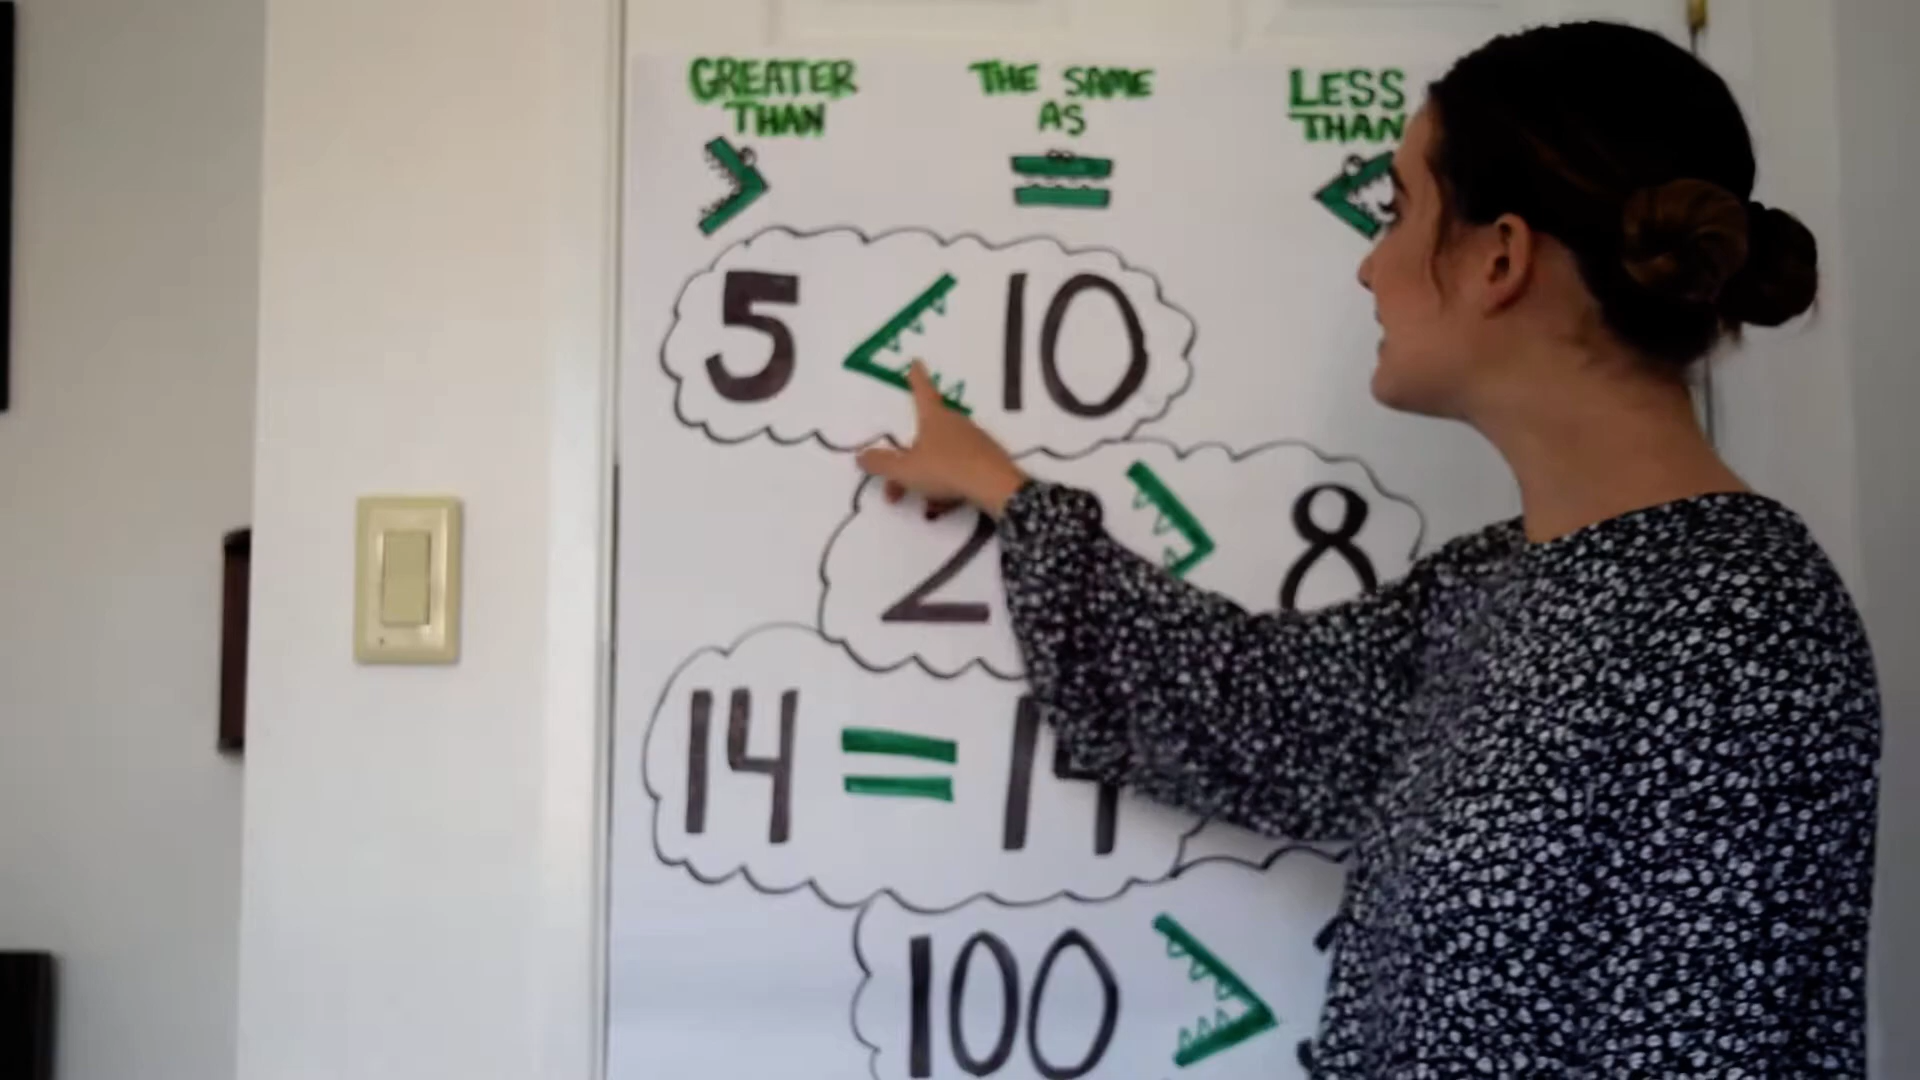 GREATER
THAN
>
THE SAME
AS
=
LESS
THAN
<
5 < 10
2 > 8
14 = 14
100 >